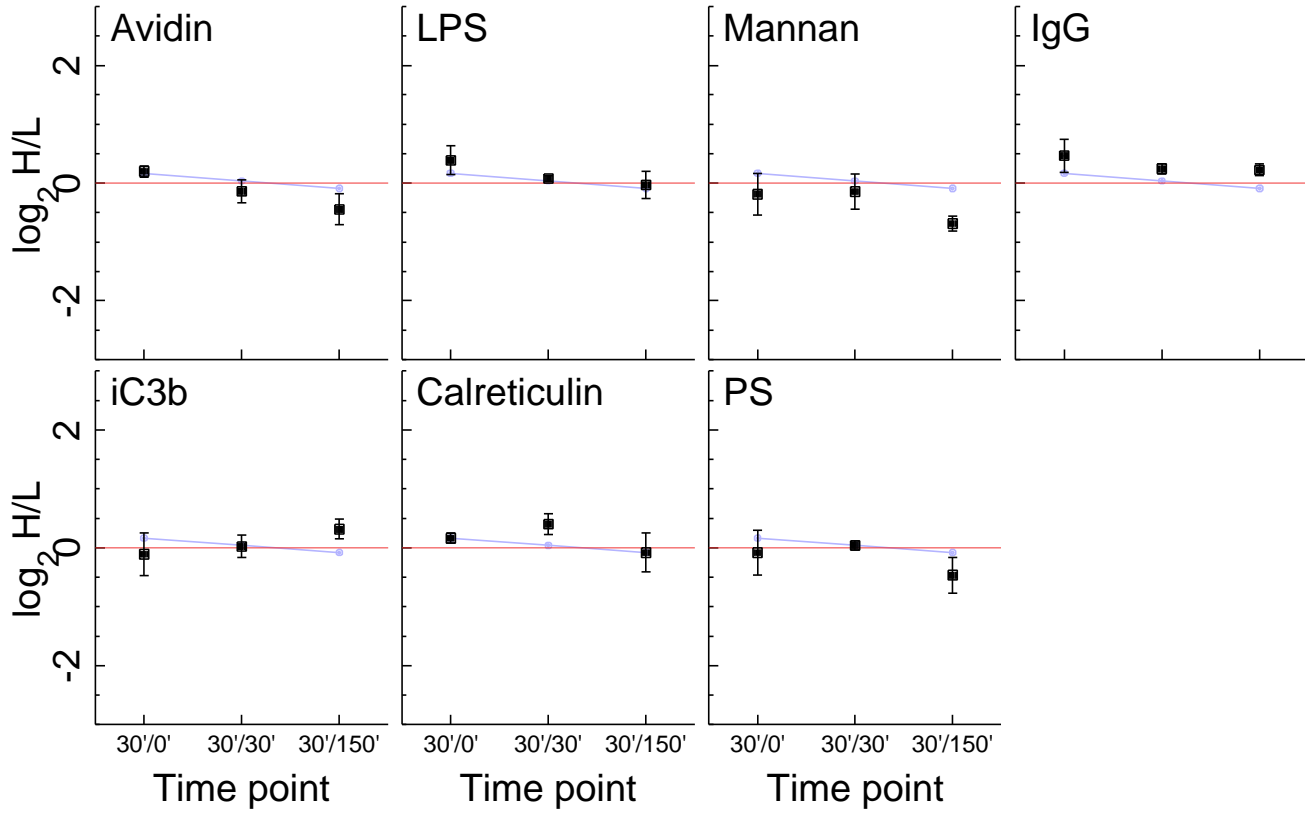 Avidin LPS Mannan IgG
log₂ H/L
2
0
-2
iC3b Calreticulin PS
log₂ H/L
2
0
-2
30'/0' 30'/30' 30'/150' 30'/0' 30'/30' 30'/150' 30'/0' 30'/30' 30'/150'
Time point Time point Time point